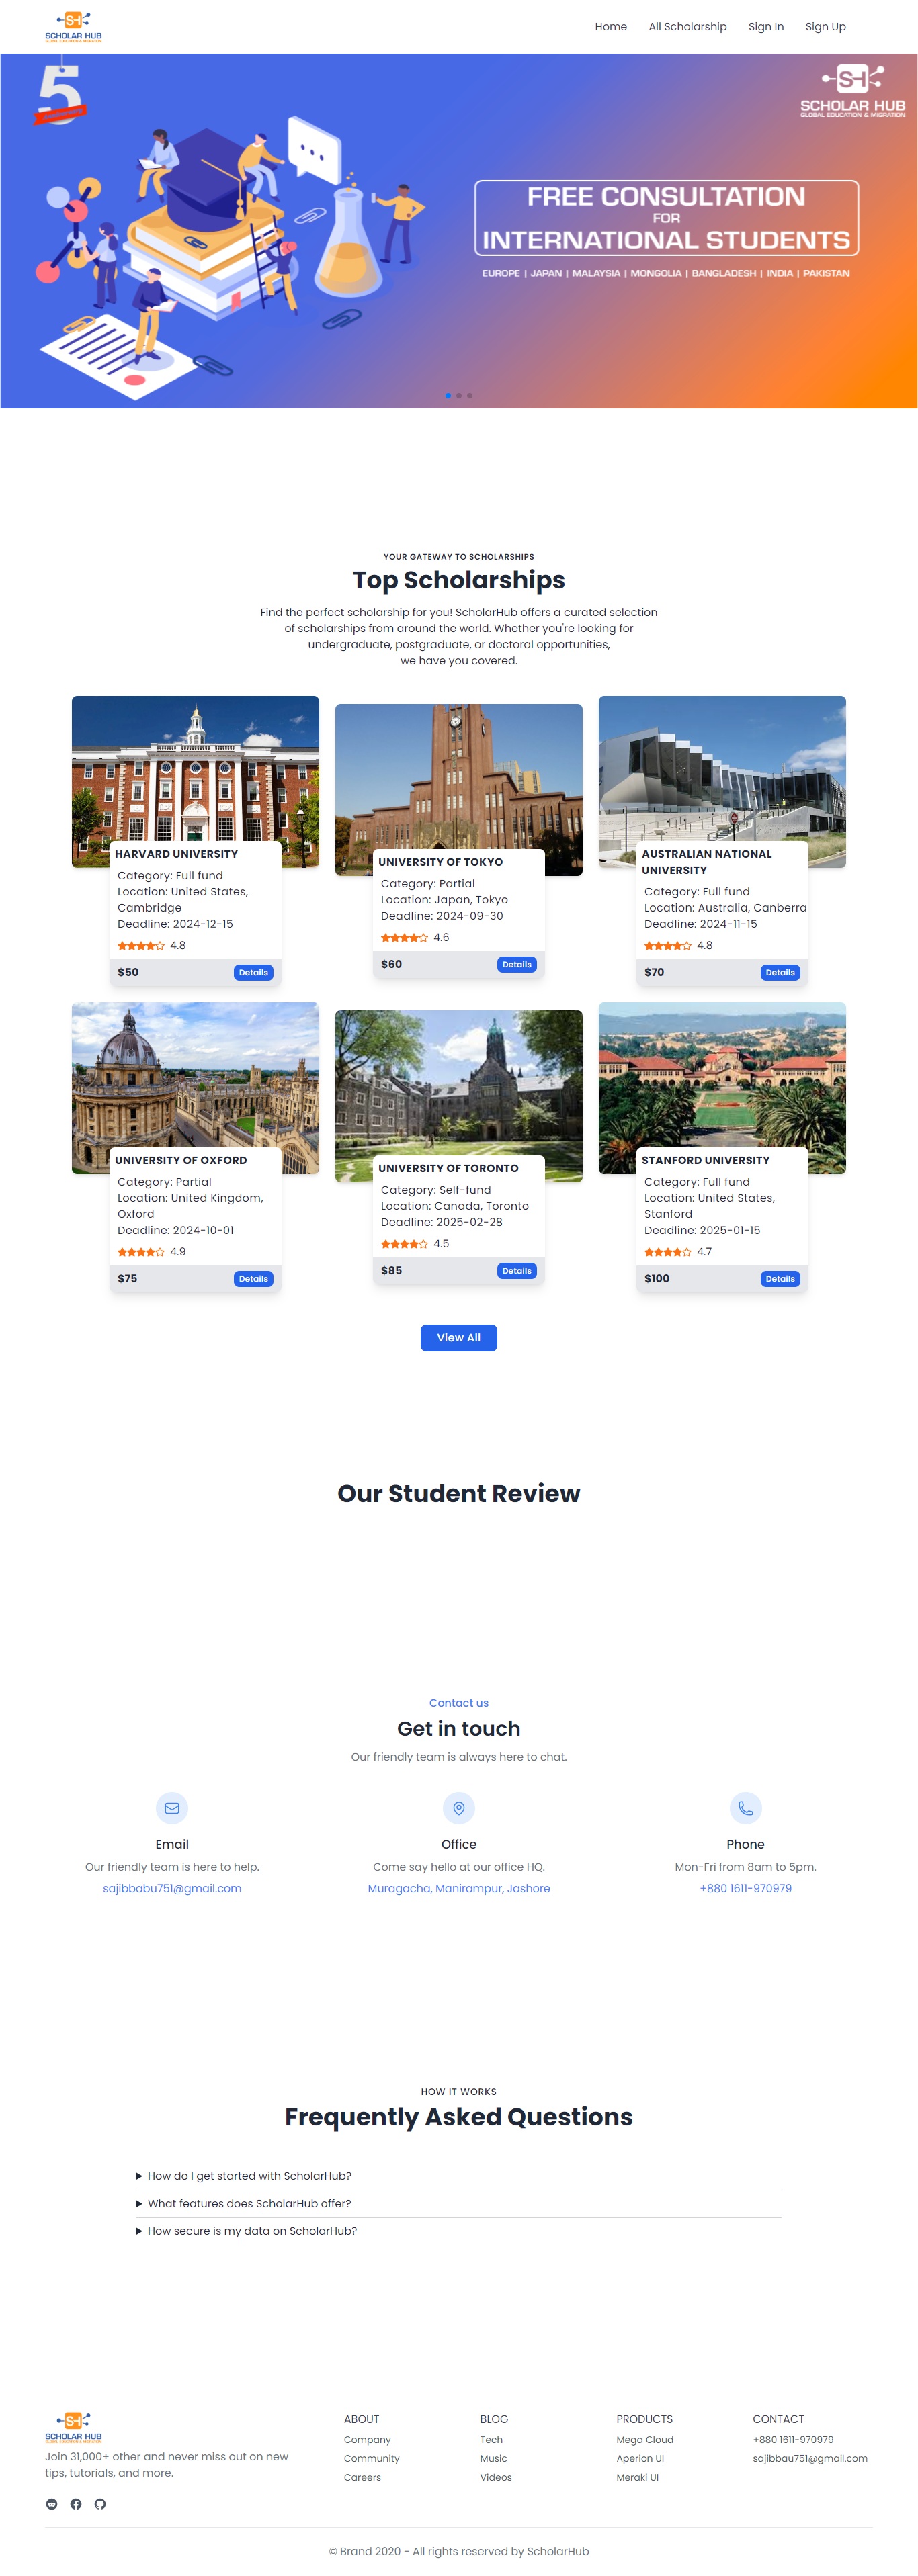 SH
SCHOLAR HUB
GLOBAL EDUCATION & MIGRATION
Home
All Scholarship
Sign In
Sign Up
5
SH
SCHOLAR HUB
GLOBAL EDUCATION & MIGRATION
FREE CONSULTATION
FOR
INTERNATIONAL STUDENTS
EUROPE | JAPAN | MALAYSIA | MONGOLIA | BANGLADESH | INDIA | PAKISTAN
YOUR GATEWAY TO SCHOLARSHIPS
Top Scholarships
Find the perfect scholarship for you! ScholarHub offers a curated selection
of scholarships from around the world. Whether you're looking for
undergraduate, postgraduate, or doctoral opportunities,
we have you covered.
HARVARD UNIVERSITY
Category: Full fund
Location: United States,
Cambridge
Deadline: 2024-12-15
4.8
$50
Details
UNIVERSITY OF TOKYO
Category: Partial
Location: Japan, Tokyo
Deadline: 2024-09-30
4.6
$60
Details
AUSTRALIAN NATIONAL
UNIVERSITY
Category: Full fund
Location: Australia, Canberra
Deadline: 2024-11-15
4.8
$70
Details
UNIVERSITY OF OXFORD
Category: Partial
Location: United Kingdom,
Oxford
Deadline: 2024-10-01
4.9
$75
Details
UNIVERSITY OF TORONTO
Category: Self-fund
Location: Canada, Toronto
Deadline: 2025-02-28
4.5
$85
Details
STANFORD UNIVERSITY
Category: Full fund
Location: United States,
Stanford
Deadline: 2025-01-15
4.7
$100
Details
View All
Our Student Review
Contact us
Get in touch
Our friendly team is always here to chat.
Email
Our friendly team is here to help.
sajibbabu751@gmail.com
Office
Come say hello at our office HQ.
Muragacha, Manirampur, Jashore
Phone
Mon-Fri from 8am to 5pm.
+880 1611-970979
HOW IT WORKS
Frequently Asked Questions
How do I get started with ScholarHub?
What features does ScholarHub offer?
How secure is my data on ScholarHub?
SH
SCHOLAR HUB
GLOBAL EDUCATION & MIGRATION
Join 31,000+ other and never miss out on new
tips, tutorials, and more.
ABOUT
Company
Community
Careers
BLOG
Tech
Music
Videos
PRODUCTS
Mega Cloud
Aperion UI
Meraki UI
CONTACT
+880 1611-970979
sajibbau751@gmail.com
© Brand 2020 - All rights reserved by ScholarHub